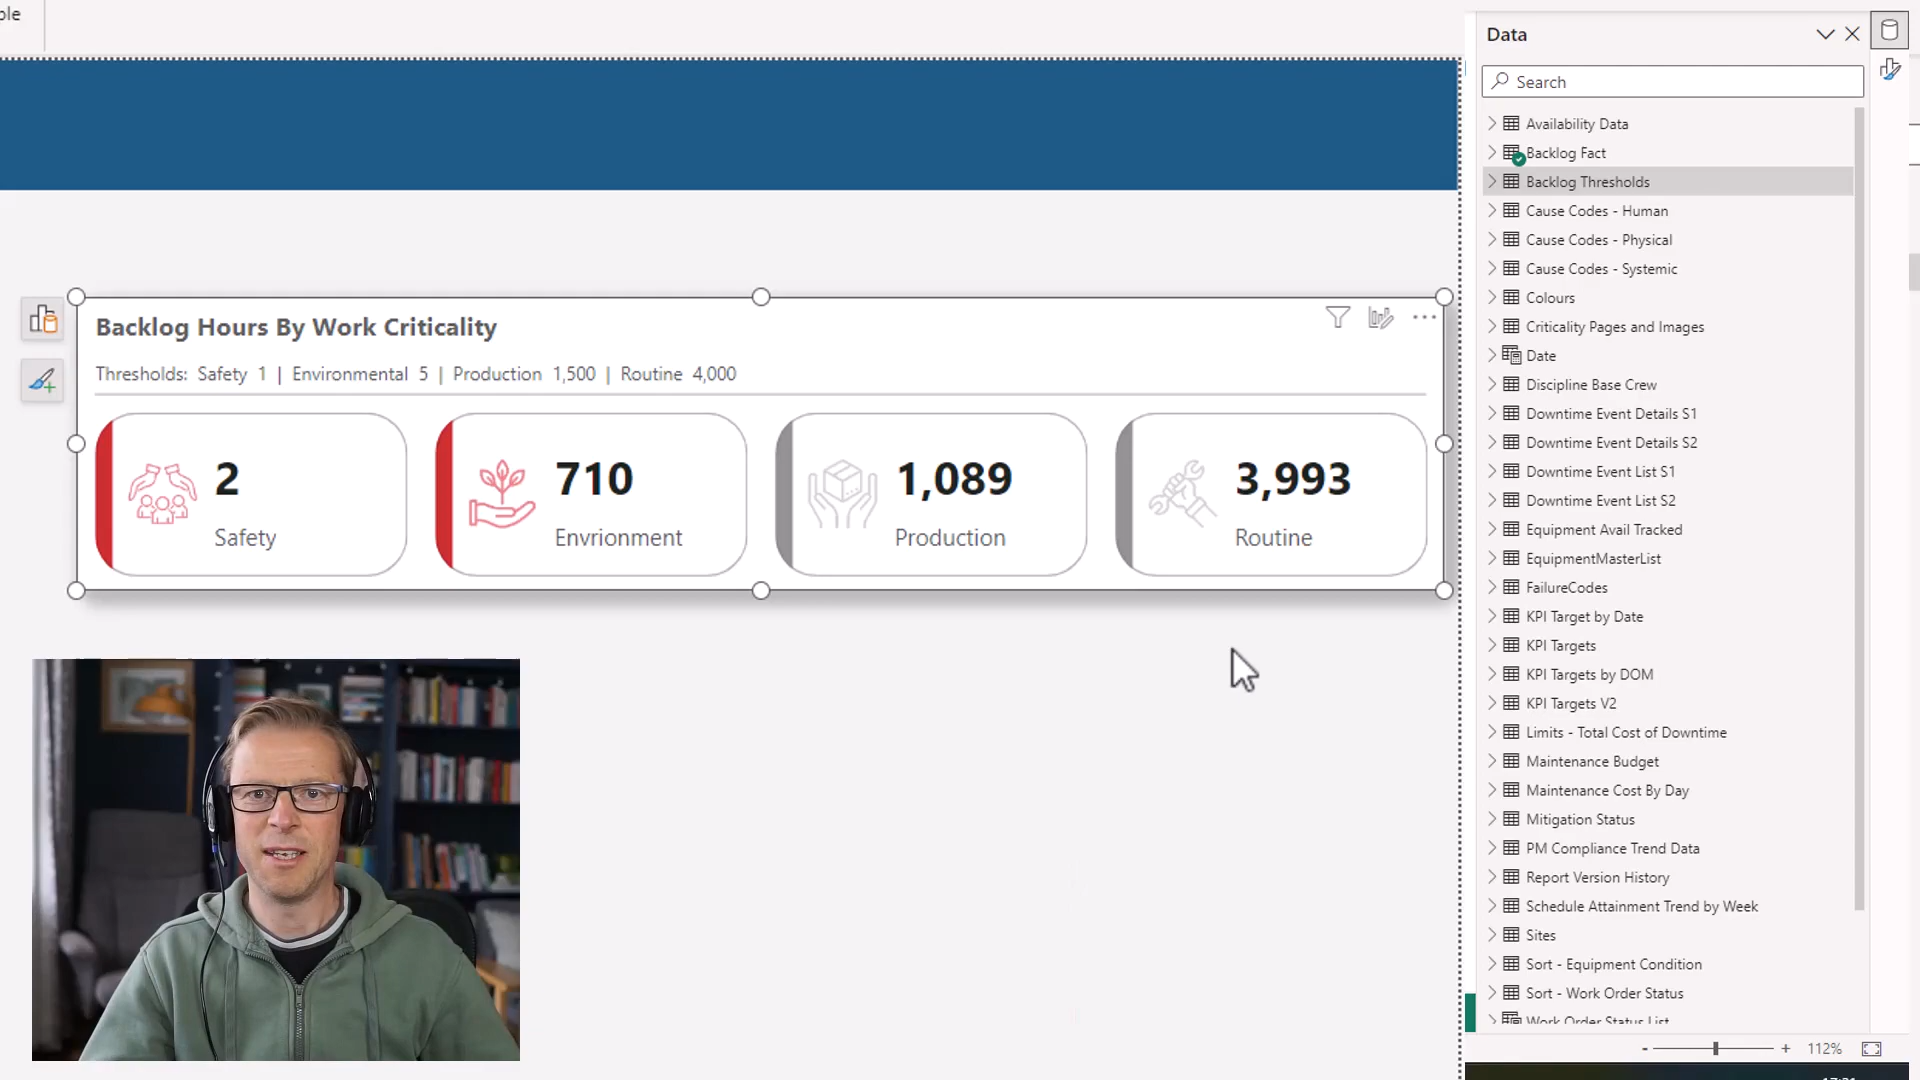 ble
Data
Search
Availability Data
Backlog Fact
Backlog Thresholds
Cause Codes - Human
Cause Codes - Physical
Cause Codes - Systemic
Colours
Criticality Pages and Images
Date
Discipline Base Crew
Downtime Event Details S1
Downtime Event Details S2
Downtime Event List S1
Downtime Event List S2
Equipment Avail Tracked
EquipmentMasterList
FailureCodes
KPI Target by Date
KPI Targets
KPI Targets by DOM
KPI Targets V2
Limits - Total Cost of Downtime
Maintenance Budget
Maintenance Cost By Day
Mitigation Status
PM Compliance Trend Data
Report Version History
Schedule Attainment Trend by Week
Sites
Sort - Equipment Condition
Sort - Work Order Status
Work Order Status List
- + 112%
Backlog Hours By Work Criticality
Thresholds: Safety 1 | Environmental 5 | Production 1,500 | Routine 4,000
2
Safety
710
Envrionment
1,089
Production
3,993
Routine